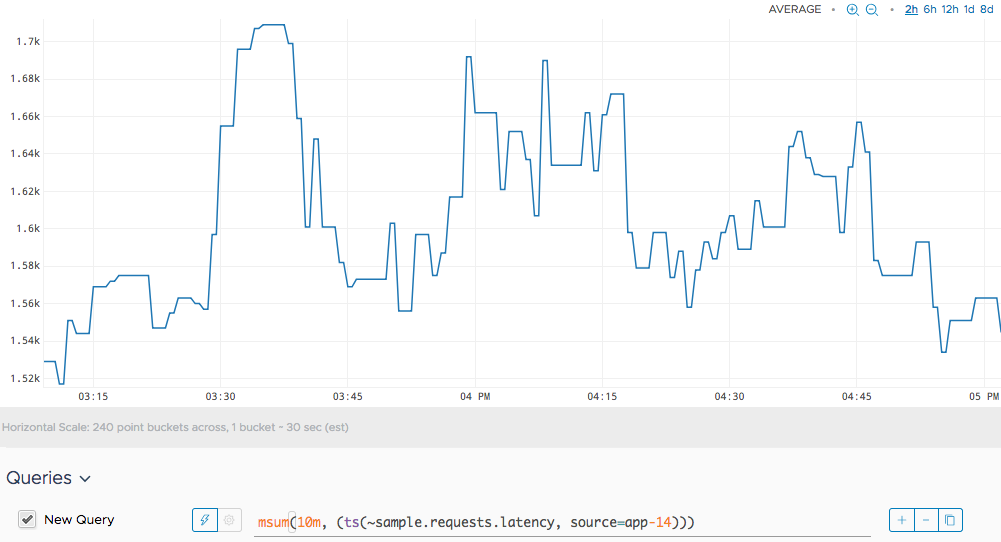 AVERAGE • • 2h 6h 12h 1d 8d
1.7k
1.68k
1.66k
1.64k
1.62k
1.6k
1.58k
1.56k
1.54k
1.52k
03:15 03:30 03:45 04 PM 04:15 04:30 04:45 05 PM
Horizontal Scale: 240 point buckets across, 1 bucket ~ 30 sec (est)
Queries
New Query msum(10m, (ts(~sample.requests.latency, source=app-14)))